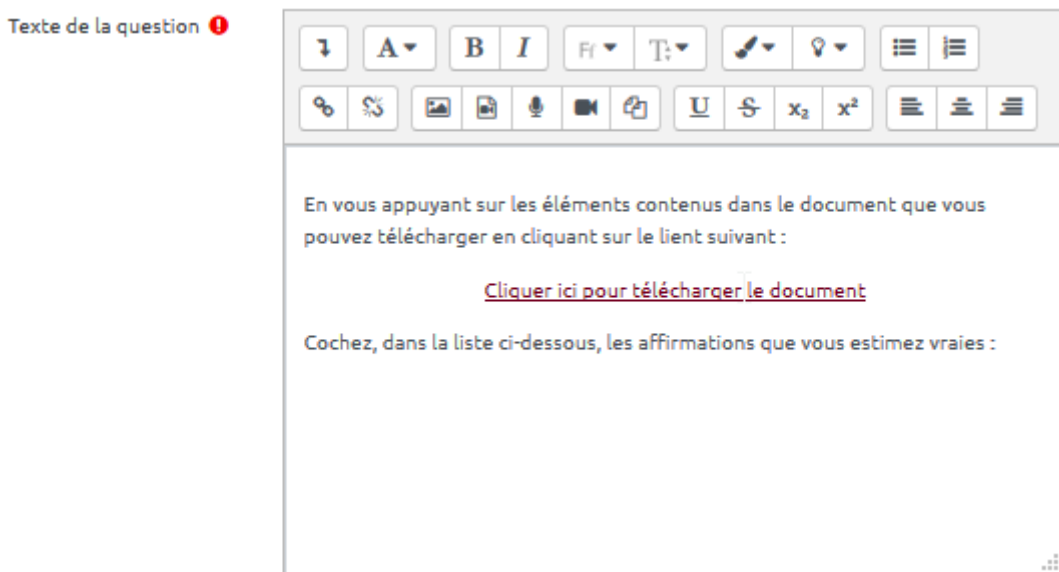 Texte de la question
A B I Ff T
U S x₂ x²
En vous appuyant sur les éléments contenus dans le document que vous
pouvez télécharger en cliquant sur le lient suivant :
Cliquer ici pour télécharger le document
Cochez, dans la liste ci-dessous, les affirmations que vous estimez vraies :